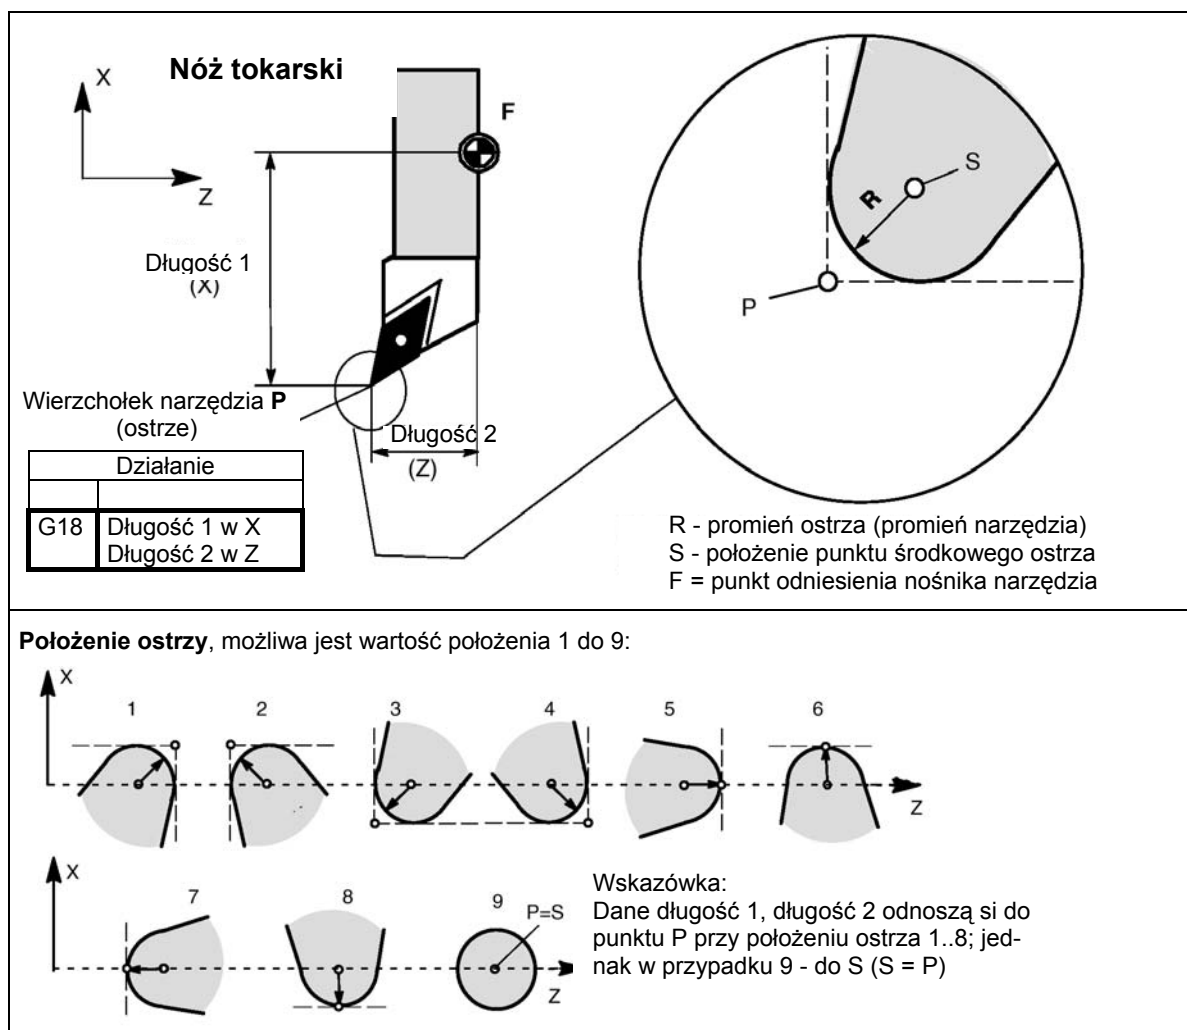 Nóż tokarski
X
F
Z
Długość 1
(X)
S
R
P
Wierzchołek narzędzia P
(ostrze)
Długość 2
(Z)
Działanie
G18 Długość 1 w X
Długość 2 w Z
R - promień ostrza (promień narzędzia)
S - położenie punktu środkowego ostrza
F = punkt odniesienia nośnika narzędzia
Położenie ostrzy, możliwa jest wartość położenia 1 do 9:
X
1 2 3 4 5 6
Z
X
7 8 9
P=S
Z
Wskazówka:
Dane długość 1, długość 2 odnoszą si do
punktu P przy położeniu ostrza 1..8; jed-
nak w przypadku 9 - do S (S = P)